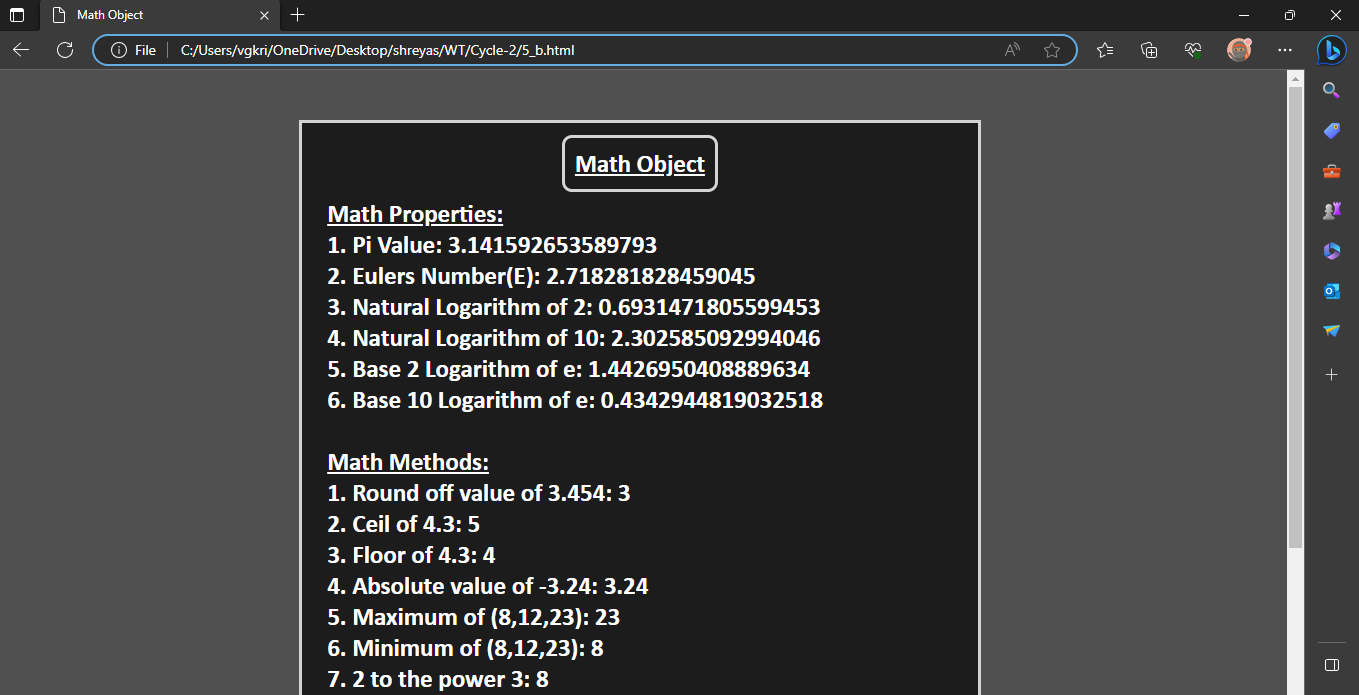 Math Object
File
C:/Users/vgkri/OneDrive/Desktop/shreyas/WT/Cycle-2/5_b.html
Math Object
Math Properties:
1. Pi Value: 3.141592653589793
2. Eulers Number(E): 2.718281828459045
3. Natural Logarithm of 2: 0.6931471805599453
4. Natural Logarithm of 10: 2.302585092994046
5. Base 2 Logarithm of e: 1.4426950408889634
6. Base 10 Logarithm of e: 0.4342944819032518
Math Methods:
1. Round off value of 3.454: 3
2. Ceil of 4.3: 5
3. Floor of 4.3: 4
4. Absolute value of -3.24: 3.24
5. Maximum of (8,12,23): 23
6. Minimum of (8,12,23): 8
7. 2 to the power 3: 8